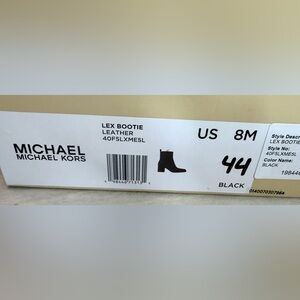 LEX BOOTIE
LEATHER
40F5LXME5L
MICHAEL
MICHAEL KORS
US 8M
44
BLACK
Style Descr
LEX BOOTIE
Style No:
40F5LXME5L
Color Name:
BLACK